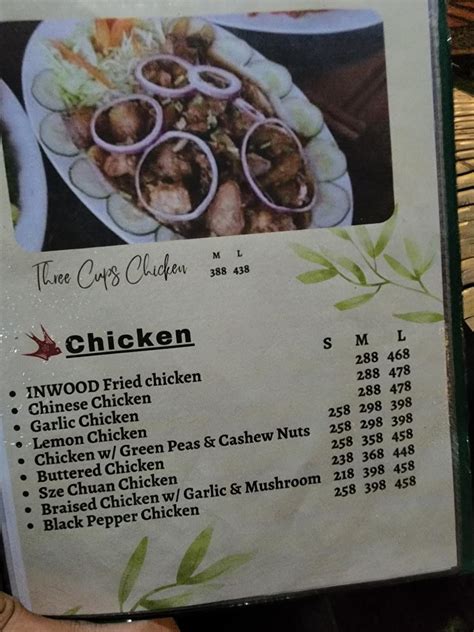 Three Cups Chicken M L
388 438
Chicken S M L
• INWOOD Fried chicken 288 468
• Chinese Chicken 288 478
• Garlic Chicken 288 478
• Lemon Chicken 258 298 398
• Chicken w/ Green Peas & Cashew Nuts 258 298 398
• Buttered Chicken 258 358 458
• Sze Chuan Chicken 238 368 448
• Braised Chicken w/ Garlic & Mushroom 218 398 458
• Black Pepper Chicken 258 398 458